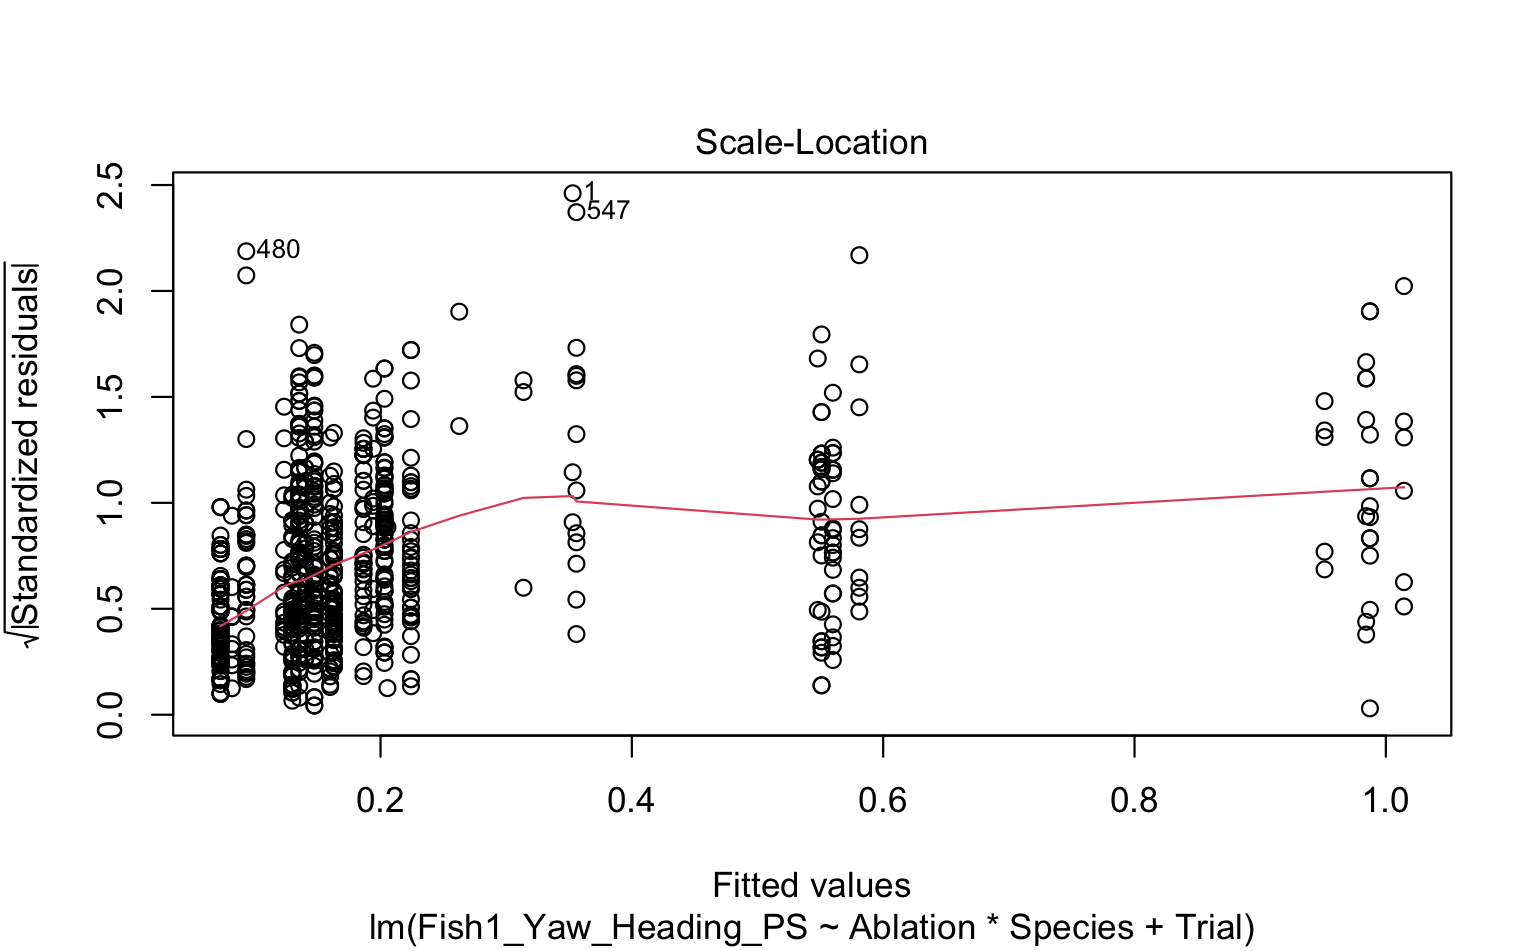 Scale-Location
√|Standardized residuals|
2.5
2.0
1.5
1.0
0.5
0.0
1
547
480
0.2 0.4 0.6 0.8 1.0
Fitted values
lm(Fish1_Yaw_Heading_PS ~ Ablation * Species + Trial)